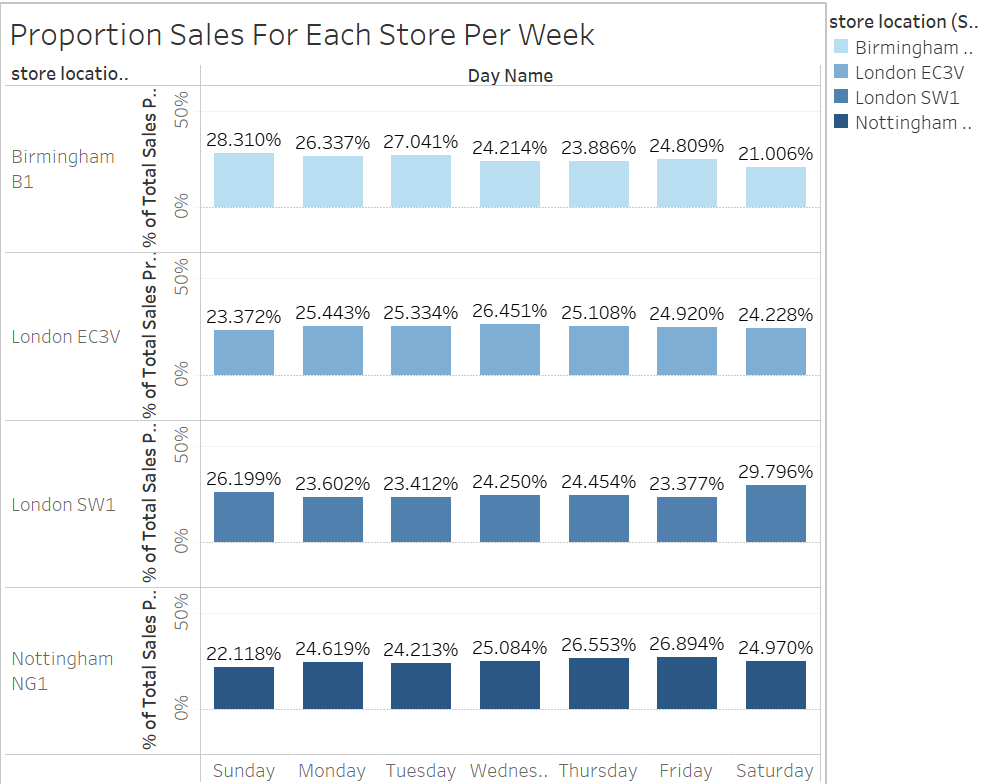 Proportion Sales For Each Store Per Week
store locatio..
Day Name
Birmingham
B1
% of Total Sales P..
50%
0%
28.310%
26.337%
27.041%
24.214%
23.886%
24.809%
21.006%
London EC3V
% of Total Sales Pr..
50%
0%
23.372%
25.443%
25.334%
26.451%
25.108%
24.920%
24.228%
London SW1
% of Total Sales P..
50%
0%
26.199%
23.602%
23.412%
24.250%
24.454%
23.377%
29.796%
Nottingham
NG1
% of Total Sales P..
50%
0%
22.118%
24.619%
24.213%
25.084%
26.553%
26.894%
24.970%
Sunday
Monday
Tuesday
Wednes..
Thursday
Friday
Saturday
store location (S..
Birmingham ..
London EC3V
London SW1
Nottingham ..